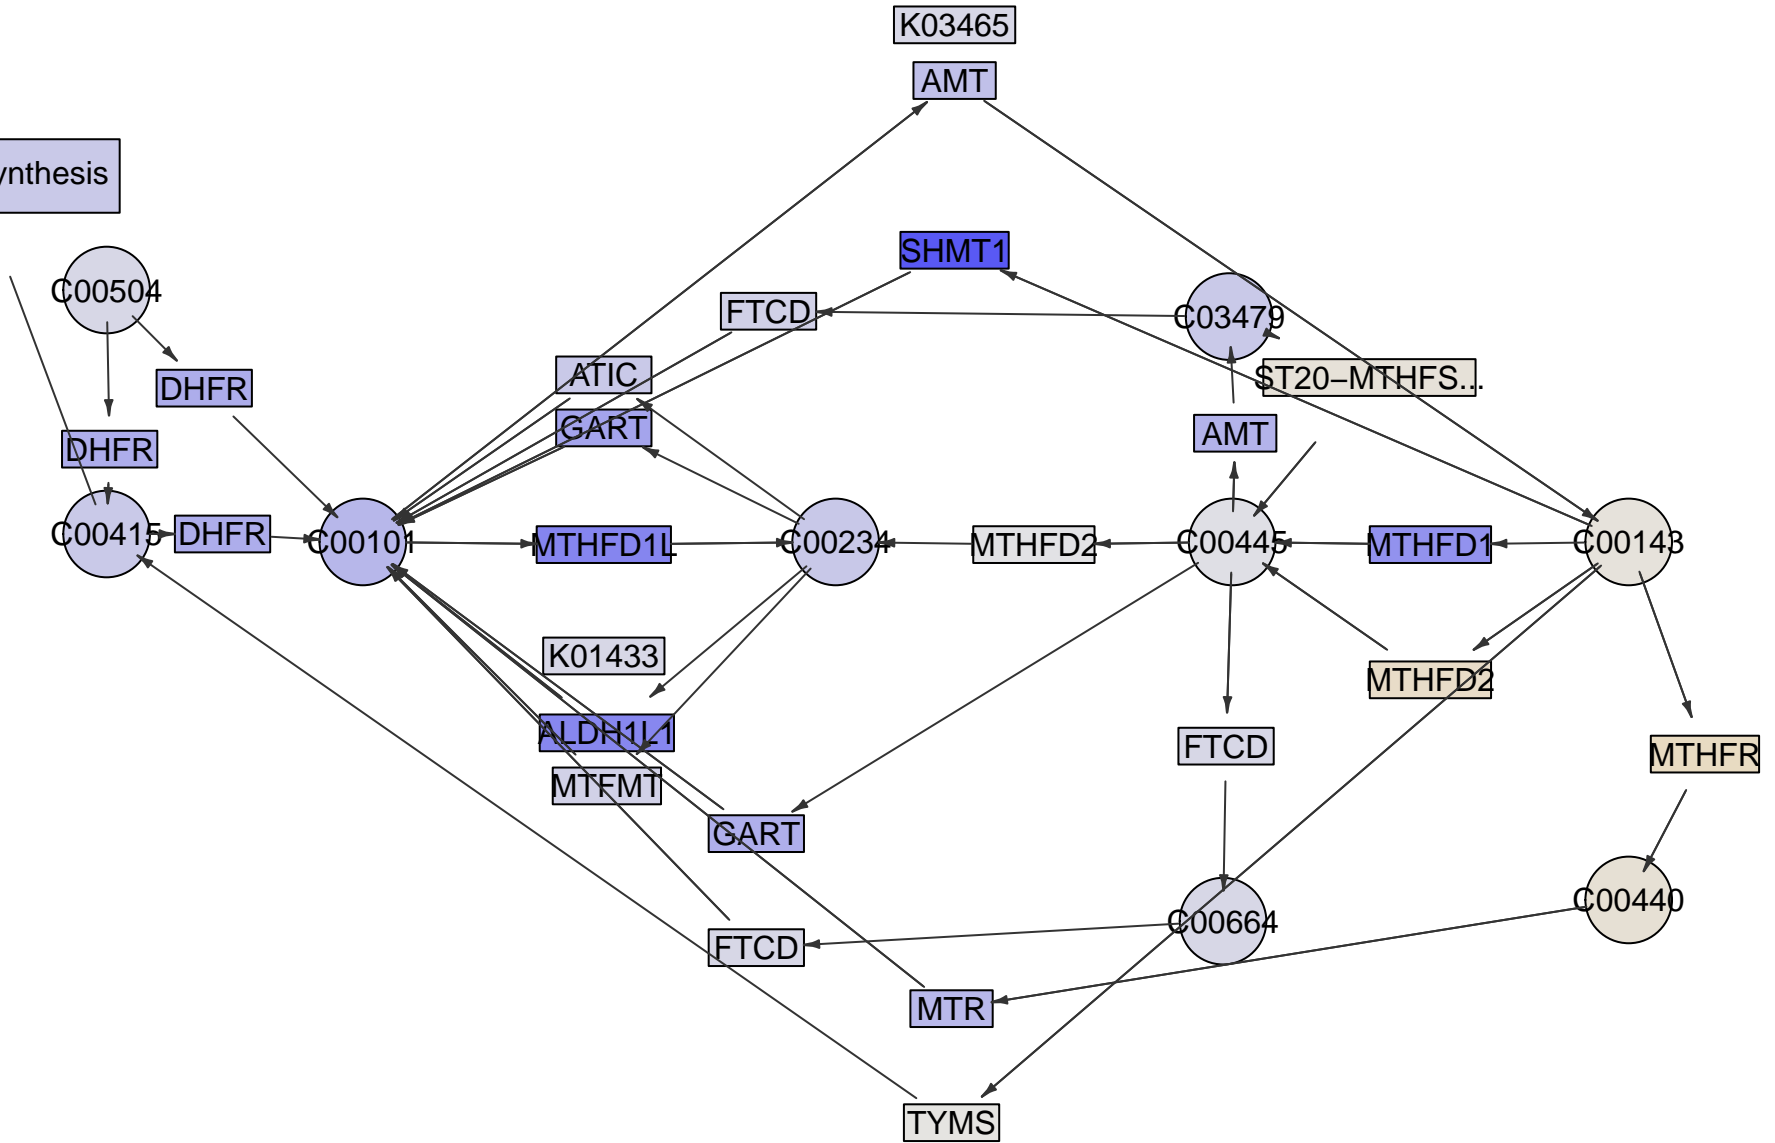 K03465
AMT
ynthesis
SHMT1
C00504
C03479
FTCD
ATIC
ST20−MTHFS...
DHFR
GART
AMT
DHFR
C00415
DHFR
C00101
MTHFD1L
C00234
MTHFD2
C00445
MTHFD1
C00143
K01433
MTHFD2
ALDH1L1
FTCD
MTHFR
MTFMT
GART
C00440
C00664
FTCD
MTR
TYMS